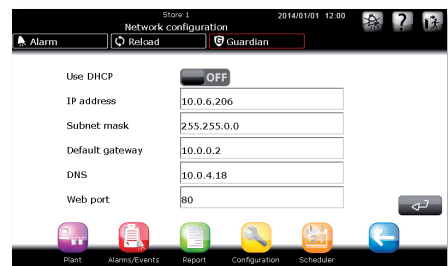 Store 1
2014/01/01 12:00
Network configuration
Alarm
Reload
Guardian
Use DHCP
OFF
IP address
10.0.6.206
Subnet mask
255.255.0.0
Default gateway
10.0.0.2
DNS
10.0.4.18
Web port
80
Plant
Alarms/Events
Report
Configuration
Scheduler